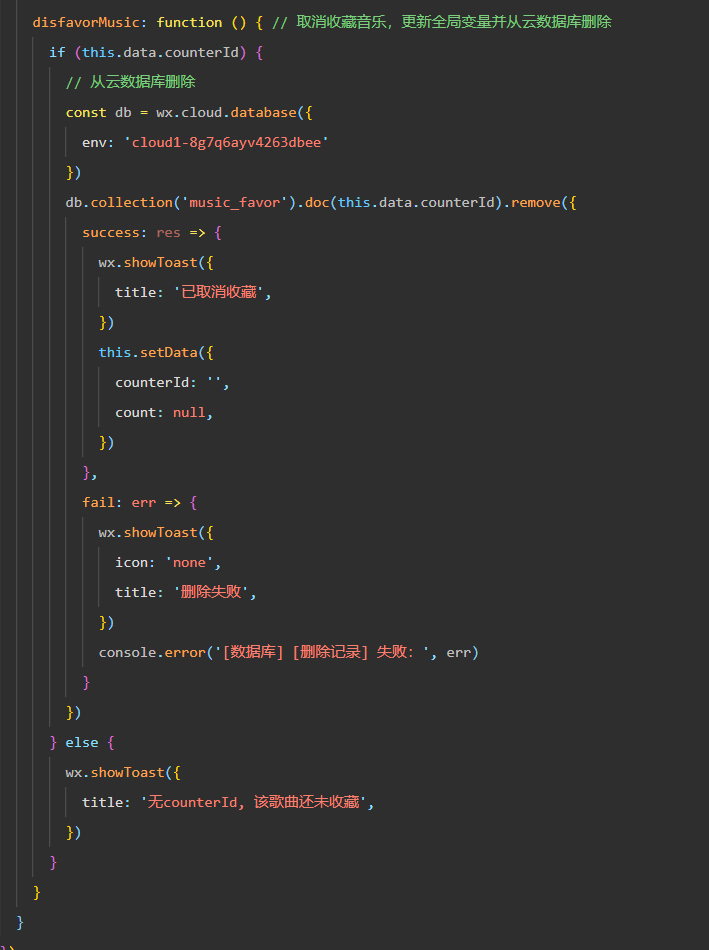 disfavorMusic: function () { // 取消收藏音乐，更新全局变量并从云数据库删除
if (this.data.counterId) {
// 从云数据库删除
const db = wx.cloud.database({
env: 'cloud1-8g7q6ayv4263dbee'
})
db.collection('music_favor').doc(this.data.counterId).remove({
success: res => {
wx.showToast({
title: '已取消收藏',
})
this.setData({
counterId: '',
count: null,
})
},
fail: err => {
wx.showToast({
icon: 'none',
title: '删除失败',
})
console.error('[数据库] [删除记录] 失败：', err)
}
})
} else {
wx.showToast({
title: '无counterId, 该歌曲还未收藏',
})
}
}
}
})